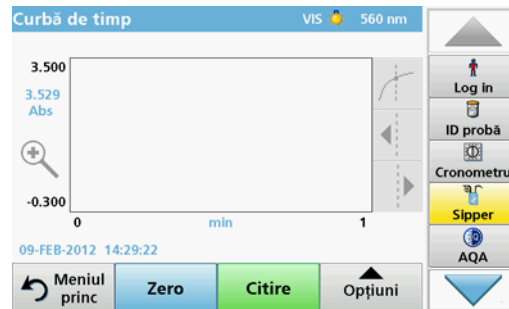 Curbă de timp VIS 560 nm
3.500
3.529
Abs
-0.300
0 min 1
09-FEB-2012 14:29:22
Meniul
princ
Zero
Citire
Opțiuni
Log in
ID probă
Cronometru
Sipper
AQA